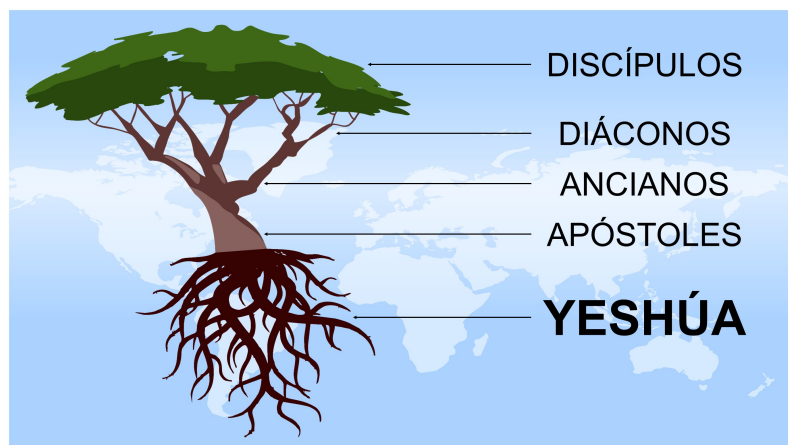 DISCÍPULOS
DIÁCONOS
ANCIANOS
APÓSTOLES
YESHÚA